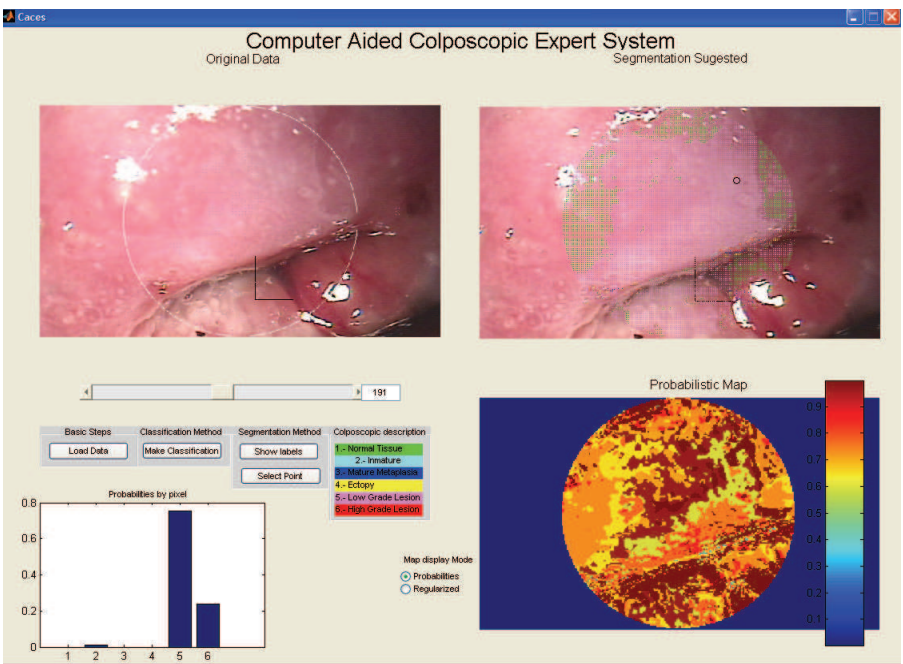 Caces
Computer Aided Colposcopic Expert System
Original Data
Segmentation Sugested
191
Probabilistic Map
Basic Steps
Classification Method
Segmentation Method
Colposcopic description
Load Data
Make Classification
Show labels
Select Point
1.- Normal Tissue
2.- Inmature
3.- Mature Metaplasia
4.- Ectopy
5.- Low Grade Lesion
6.- High Grade Lesion
Probabilities by pixel
0.8
0.6
0.4
0.2
0
1 2 3 4 5 6
Map display Mode
Probabilities
Regularized
0.9
0.8
0.7
0.6
0.5
0.4
0.3
0.2
0.1